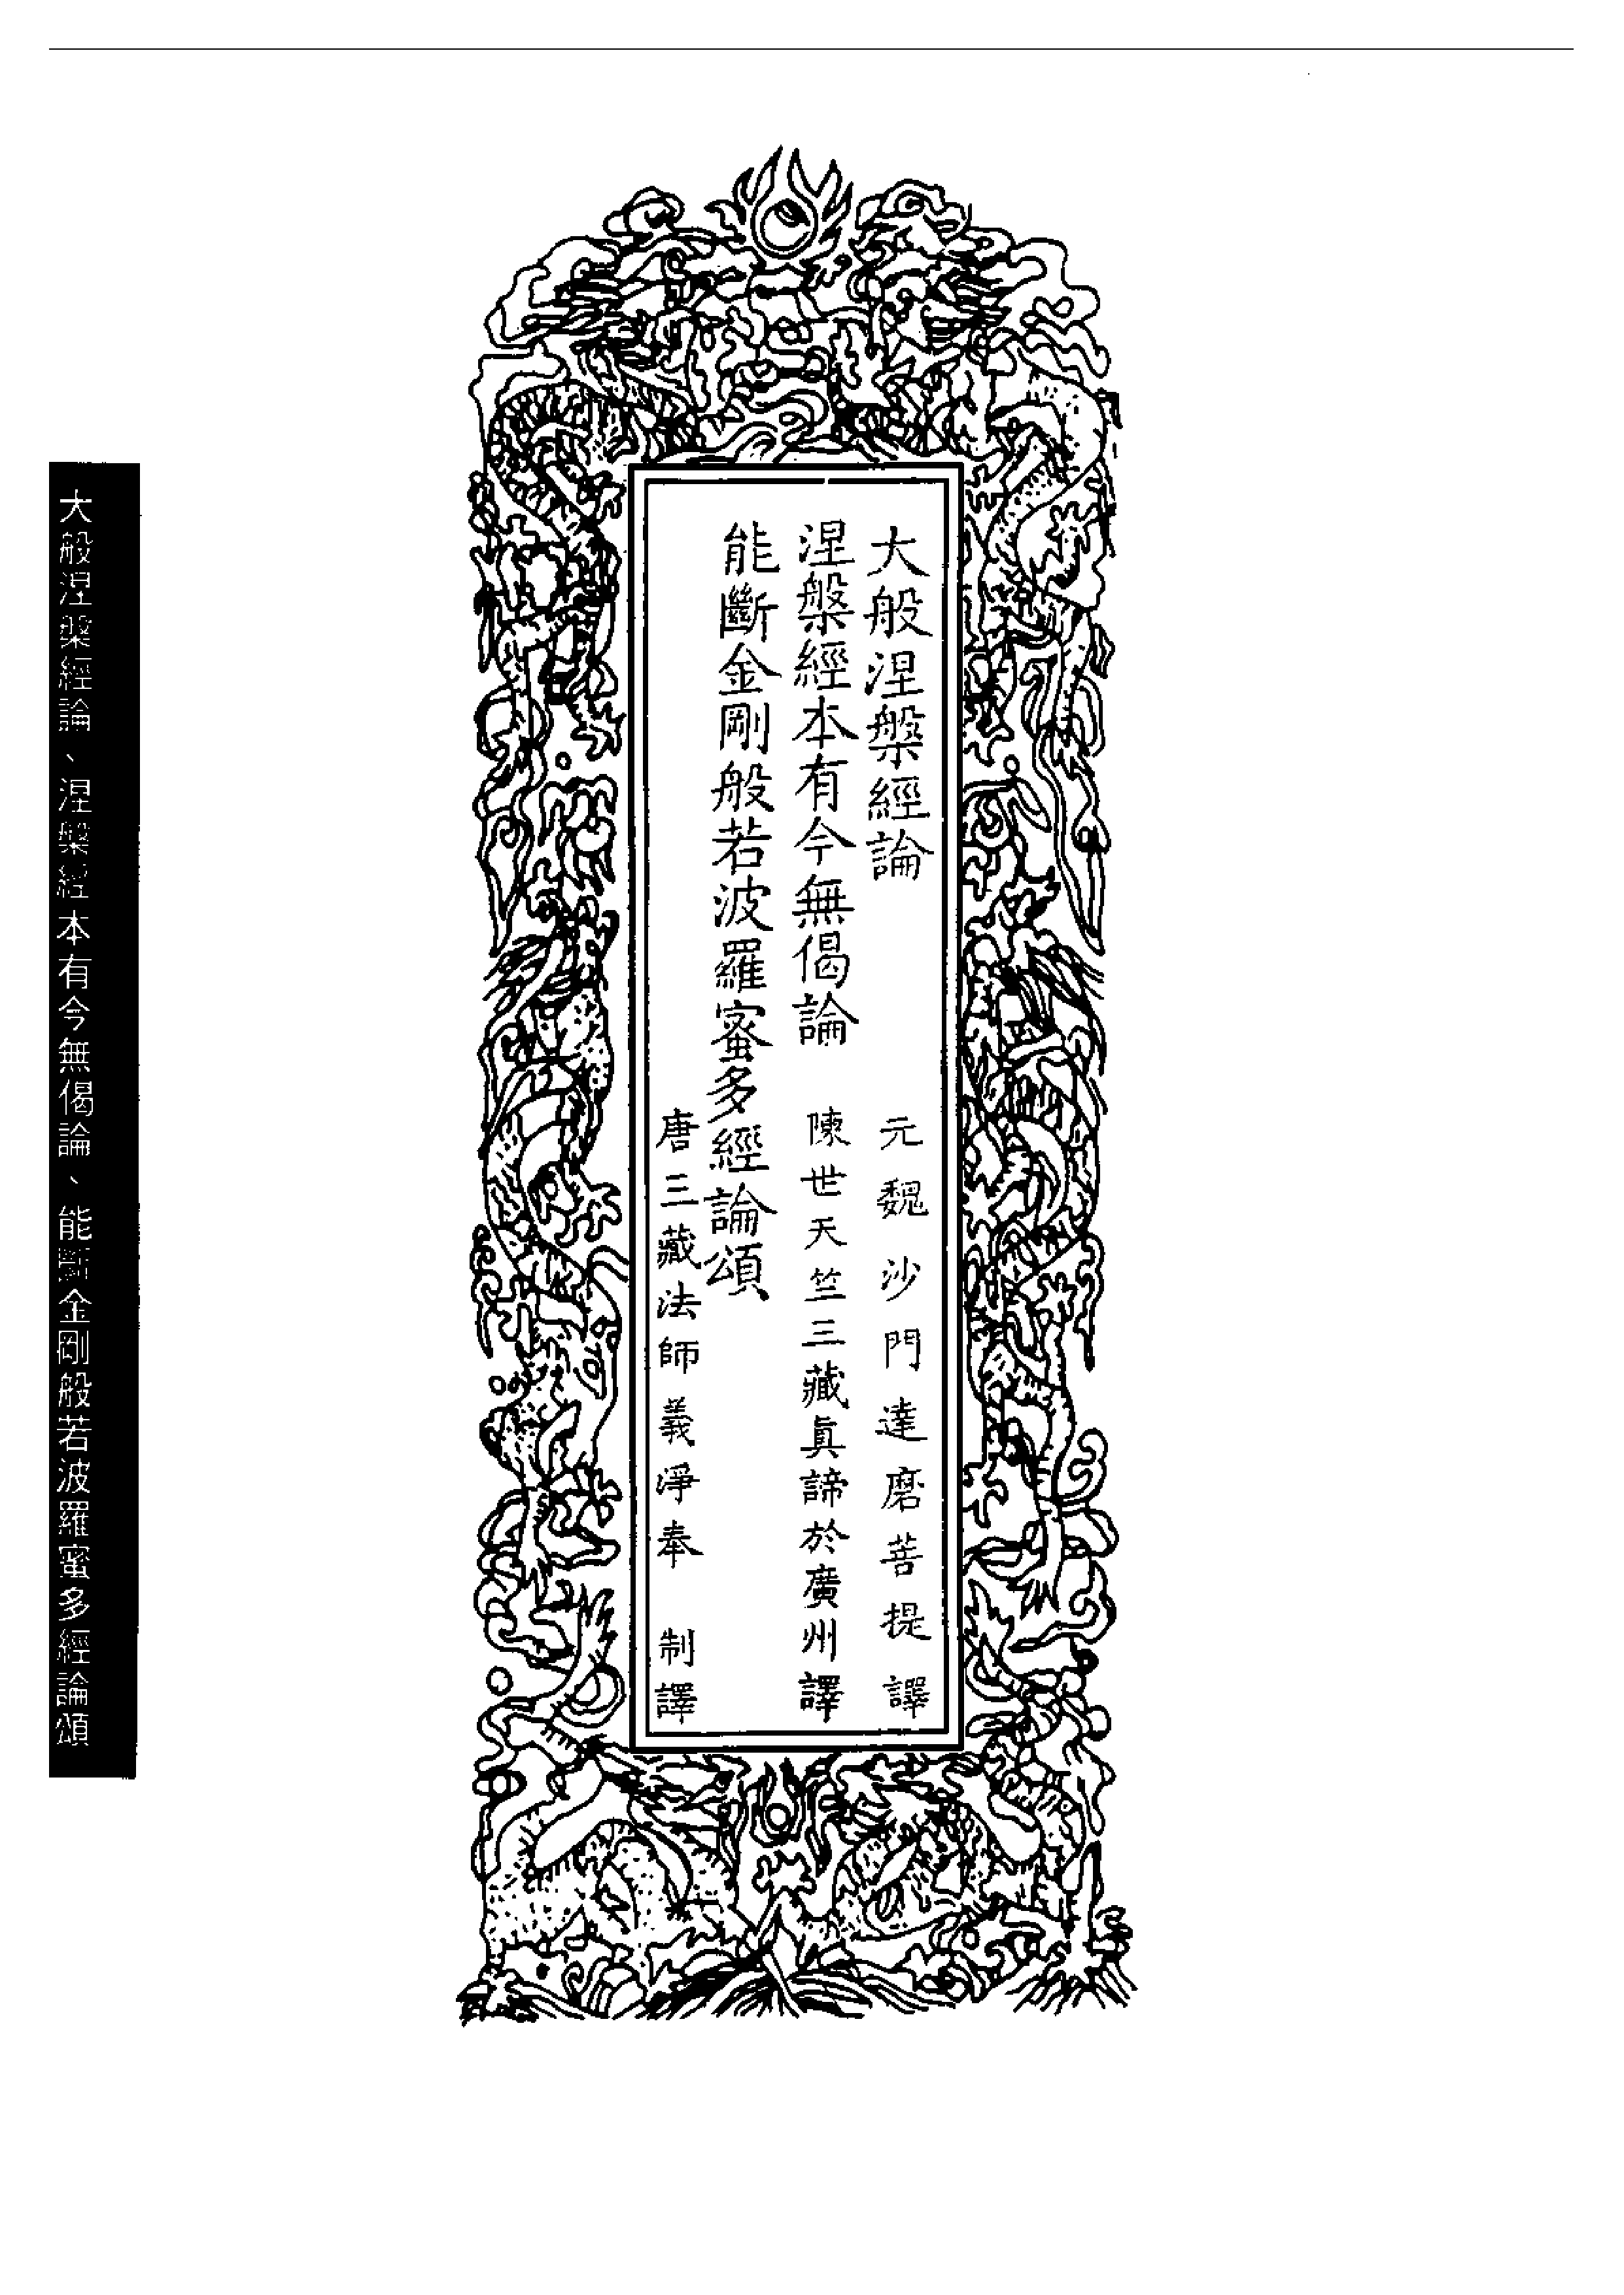 大般涅槃經論
元魏沙門達磨菩提譯
涅槃經本有今無偈論
陳世天竺三藏眞諦於廣州譯
能斷金剛般若波羅蜜多經論頌
唐三藏法師義淨奉 制譯
大般涅槃經論、涅槃經本有今無偈論、能斷金剛般若波羅蜜多經論頌